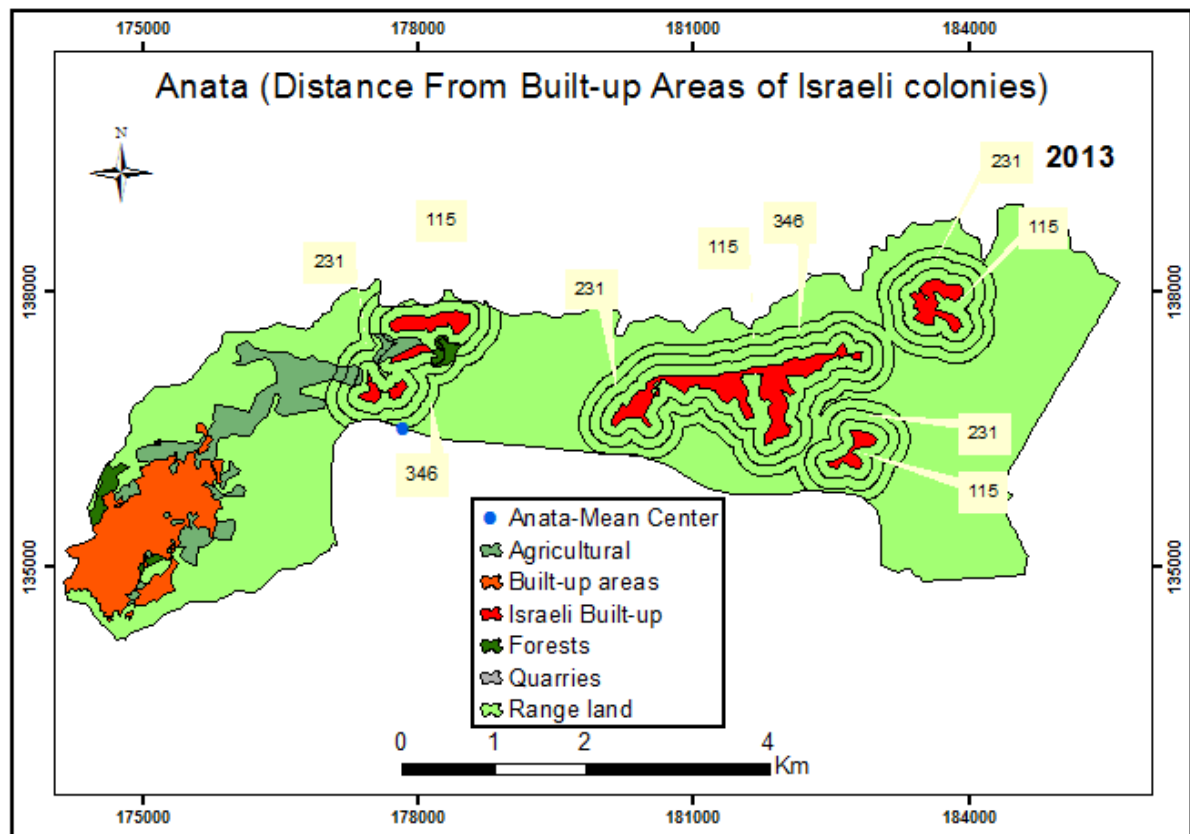 175000 178000 181000 184000
Anata (Distance From Built-up Areas of Israeli colonies)
N
231 2013
115
346
115
115
231
231
138000
138000
231
346
115
Anata-Mean Center
Agricultural
Built-up areas
Israeli Built-up
Forests
Quarries
Range land
135000
135000
0 1 2 4
Km
175000 178000 181000 184000